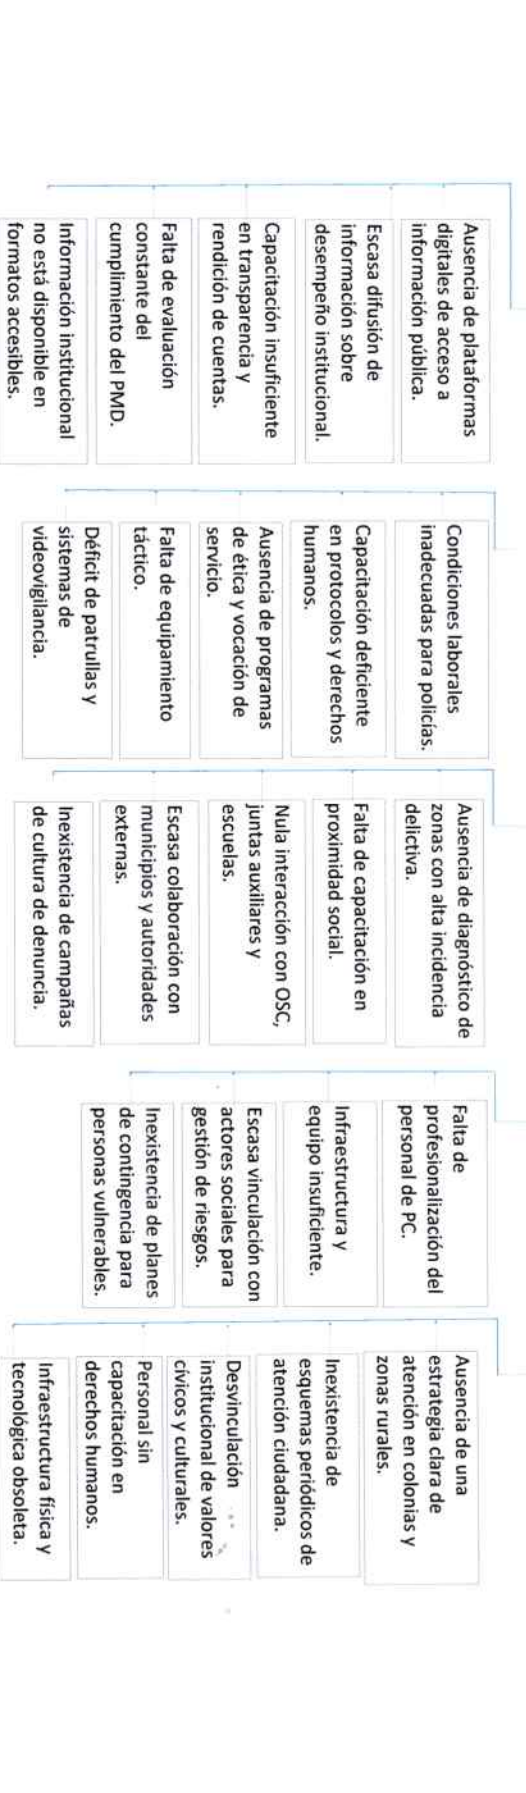 Ausencia de plataformas
digitales de acceso a
información pública.
Escasa difusión de
información sobre
desempeño institucional.
Capacitación insuficiente
en transparencia y
rendición de cuentas.
Falta de evaluación
constante del
cumplimiento del PMD.
Información institucional
no está disponible en
formatos accesibles.
Condiciones laborales
inadecuadas para policías.
Capacitación deficiente
en protocolos y derechos
humanos.
Ausencia de programas
de ética y vocación de
servicio.
Falta de equipamiento
táctico.
Déficit de patrullas y
sistemas de
videovigilancia.
Ausencia de diagnóstico de
zonas con alta incidencia
delictiva.
Falta de capacitación en
proximidad social.
Nula interacción con OSC,
juntas auxiliares y
escuelas.
Escasa colaboración con
municipios y autoridades
externas.
Inexistencia de campañas
de cultura de denuncia.
Falta de
profesionalización del
personal de PC.
Infraestructura y
equipo insuficiente.
Escasa vinculación con
actores sociales para
gestión de riesgos.
Inexistencia de planes
de contingencia para
personas vulnerables.
Ausencia de una
estrategia clara de
atención en colonias y
zonas rurales.
Inexistencia de
esquemas periódicos de
atención ciudadana.
Desvinculación
institucional de valores
cívicos y culturales.
Personal sin
capacitación en
derechos humanos.
Infraestructura física y
tecnológica obsoleta.